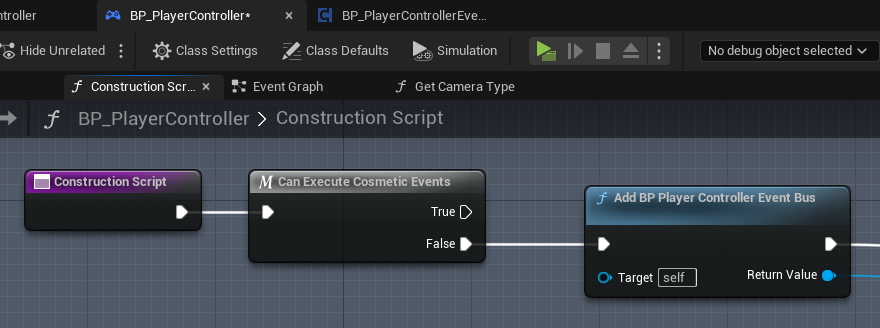 ntroller
BP_PlayerController*
BP_PlayerControllerEve...
Hide Unrelated
Class Settings
Class Defaults
Simulation
No debug object selected
Construction Scr...
Event Graph
Get Camera Type
BP_PlayerController > Construction Script
Construction Script
Can Execute Cosmetic Events
True
False
Add BP Player Controller Event Bus
Target self
Return Value